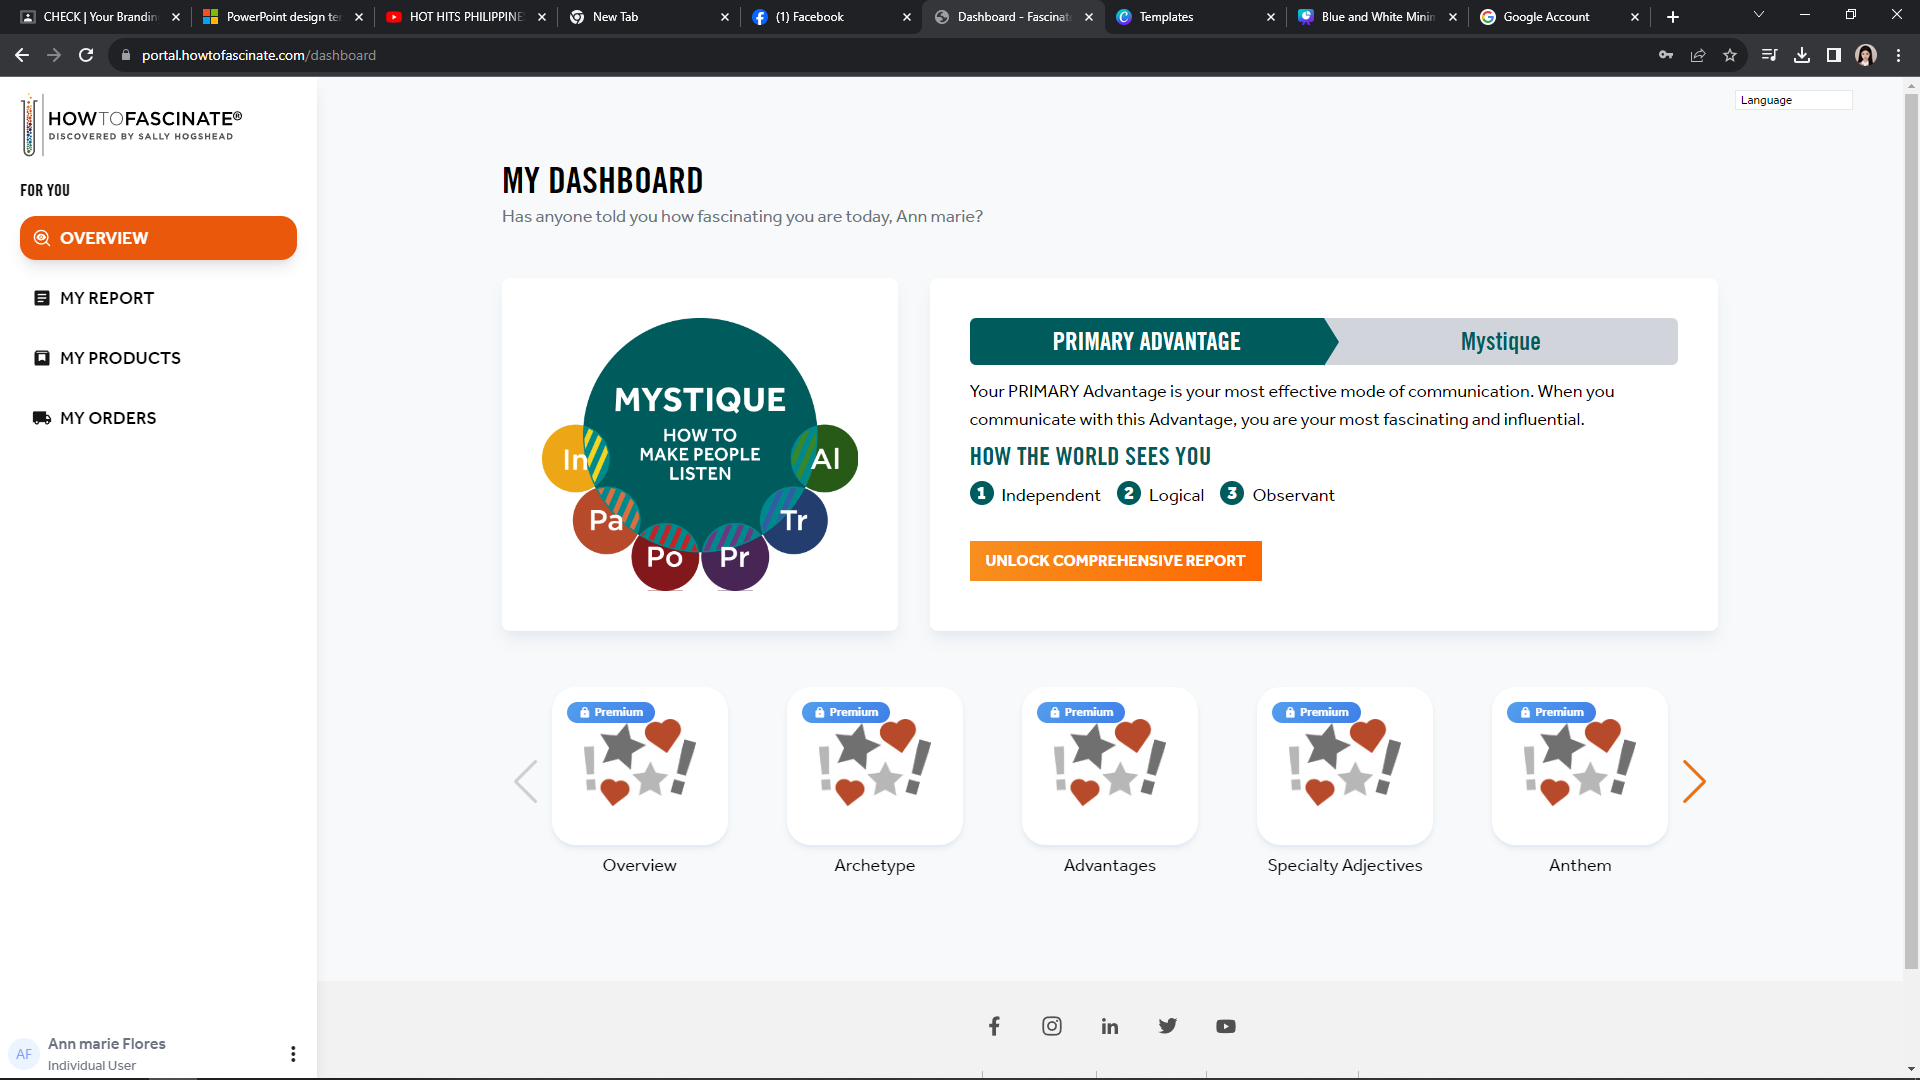 CHECK | Your Brandin
PowerPoint design te
HOT HITS PHILIPPINE
New Tab
(1) Facebook
Dashboard - Fascinat
Templates
Blue and White Mini
Google Account
portal.howtofascinate.com/dashboard
Language
HOWTOFASCINATE®
DISCOVERED BY SALLY HOGSHEAD
FOR YOU
OVERVIEW
MY REPORT
MY PRODUCTS
MY ORDERS
MY DASHBOARD
Has anyone told you how fascinating you are today, Ann marie?
MYSTIQUE
HOW TO
MAKE PEOPLE
LISTEN
In
Pa
Po
Pr
Tr
Al
PRIMARY ADVANTAGE
Mystique
Your PRIMARY Advantage is your most effective mode of communication. When you
communicate with this Advantage, you are your most fascinating and influential.
HOW THE WORLD SEES YOU
1 Independent 2 Logical 3 Observant
UNLOCK COMPREHENSIVE REPORT
Premium
Premium
Premium
Premium
Premium
Overview
Archetype
Advantages
Specialty Adjectives
Anthem
AF
Ann marie Flores
Individual User